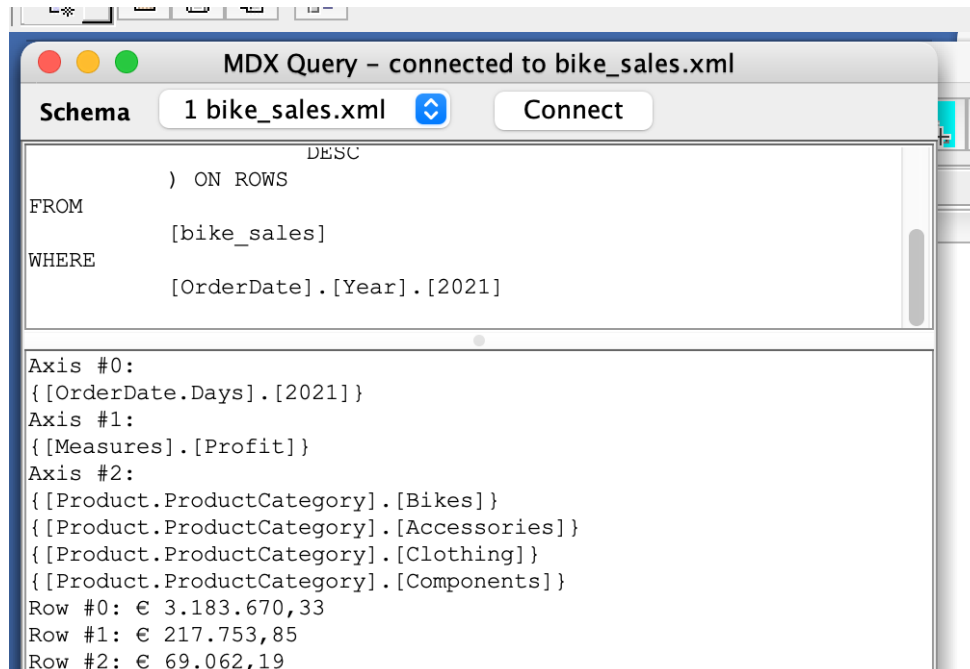 MDX Query – connected to bike_sales.xml
Schema 1 bike_sales.xml Connect
DESC
) ON ROWS
FROM
[bike_sales]
WHERE
[OrderDate].[Year].[2021]
Axis #0:
{[OrderDate.Days].[2021]}
Axis #1:
{[Measures].[Profit]}
Axis #2:
{[Product.ProductCategory].[Bikes]}
{[Product.ProductCategory].[Accessories]}
{[Product.ProductCategory].[Clothing]}
{[Product.ProductCategory].[Components]}
Row #0: € 3.183.670,33
Row #1: € 217.753,85
Row #2: € 69.062,19